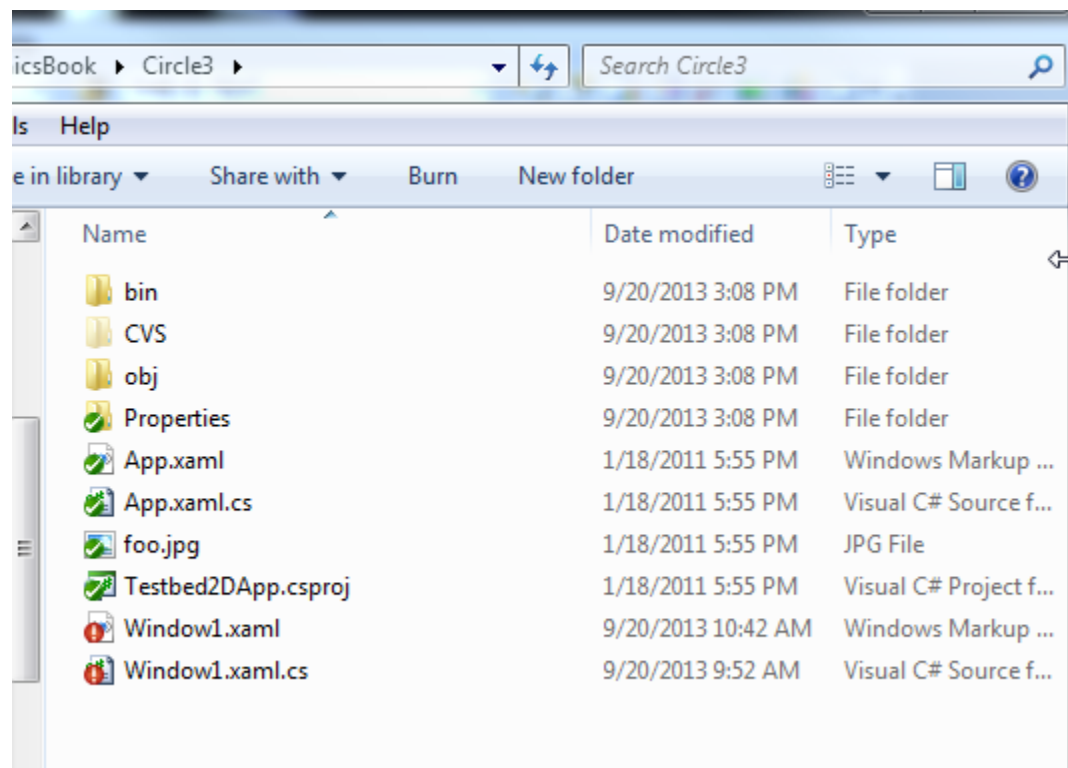 icsBook Circle3 Search Circle3
ls Help
e in library Share with Burn New folder
Name Date modified Type
bin 9/20/2013 3:08 PM File folder
CVS 9/20/2013 3:08 PM File folder
obj 9/20/2013 3:08 PM File folder
Properties 9/20/2013 3:08 PM File folder
App.xaml 1/18/2011 5:55 PM Windows Markup ...
App.xaml.cs 1/18/2011 5:55 PM Visual C# Source f...
foo.jpg 1/18/2011 5:55 PM JPG File
Testbed2DApp.csproj 1/18/2011 5:55 PM Visual C# Project f...
Window1.xaml 9/20/2013 10:42 AM Windows Markup ...
Window1.xaml.cs 9/20/2013 9:52 AM Visual C# Source f...